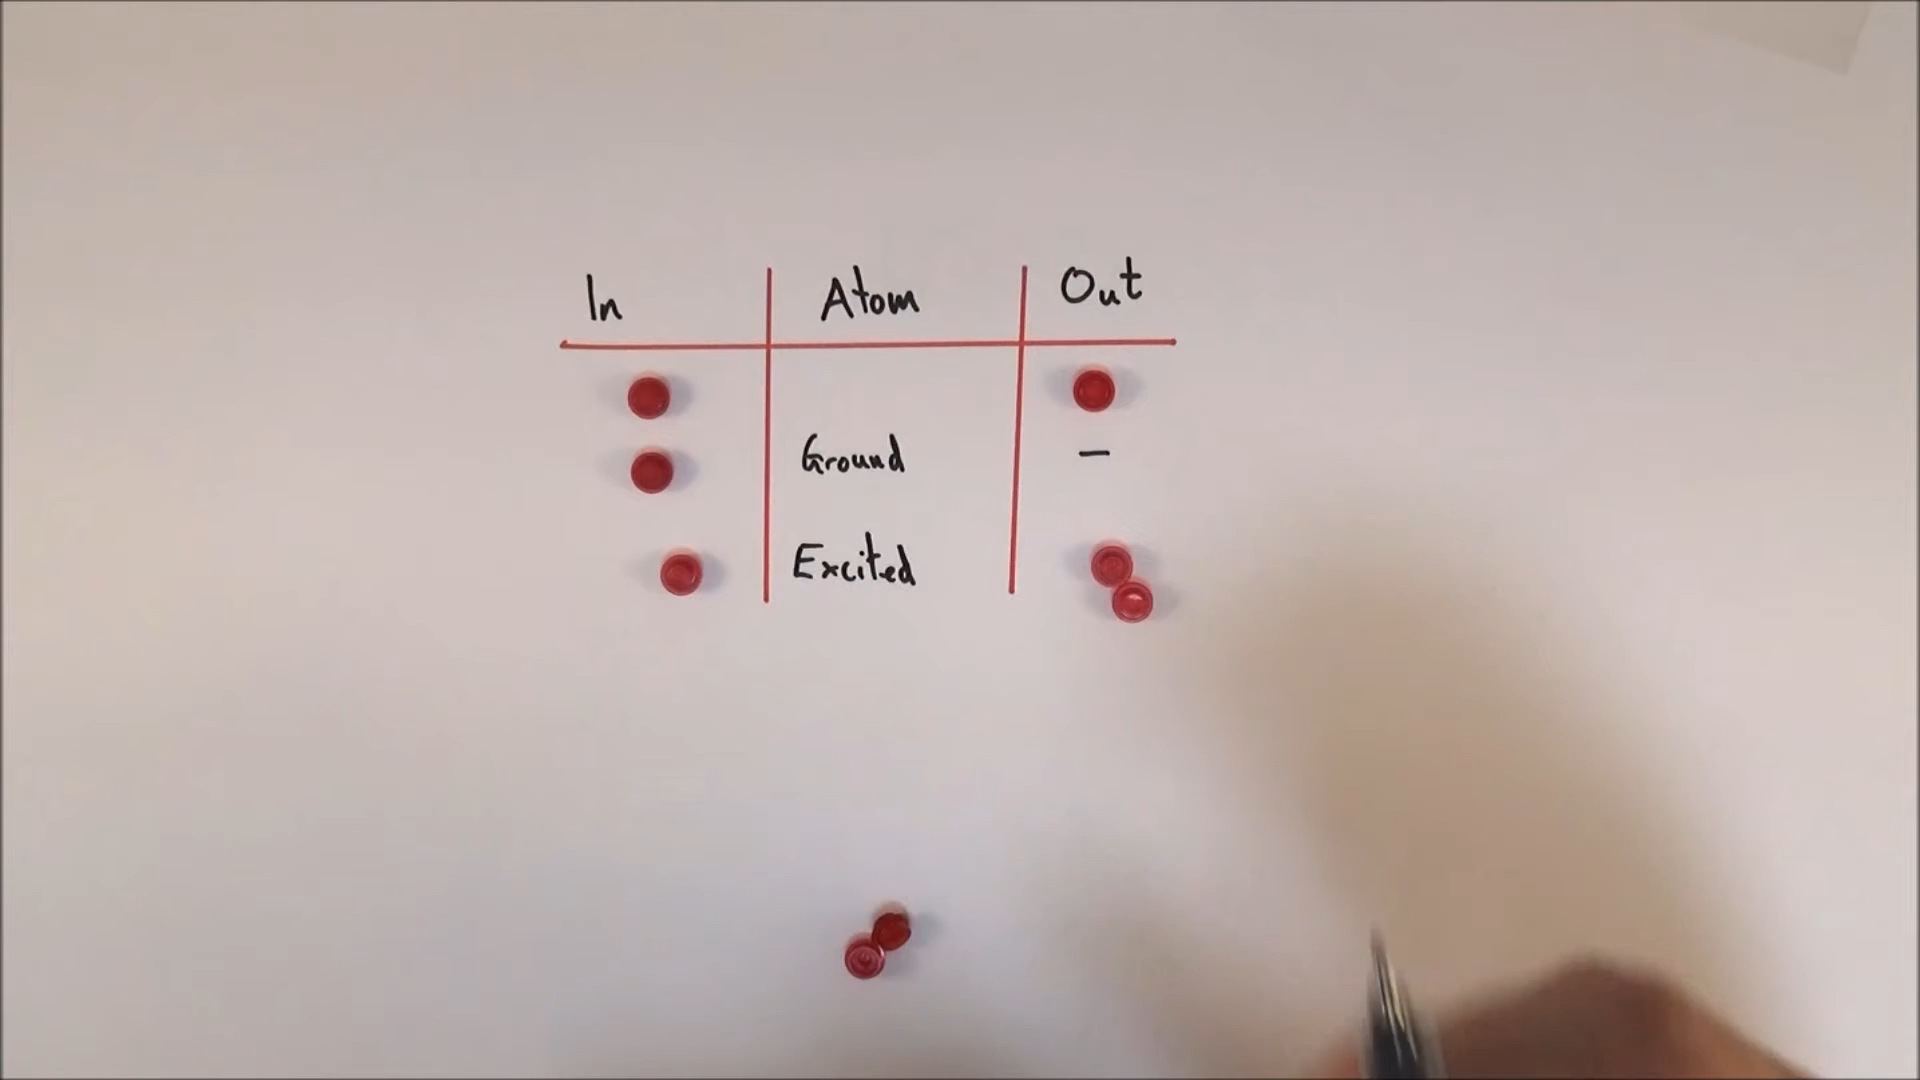 In Atom Out
Ground —
Excited